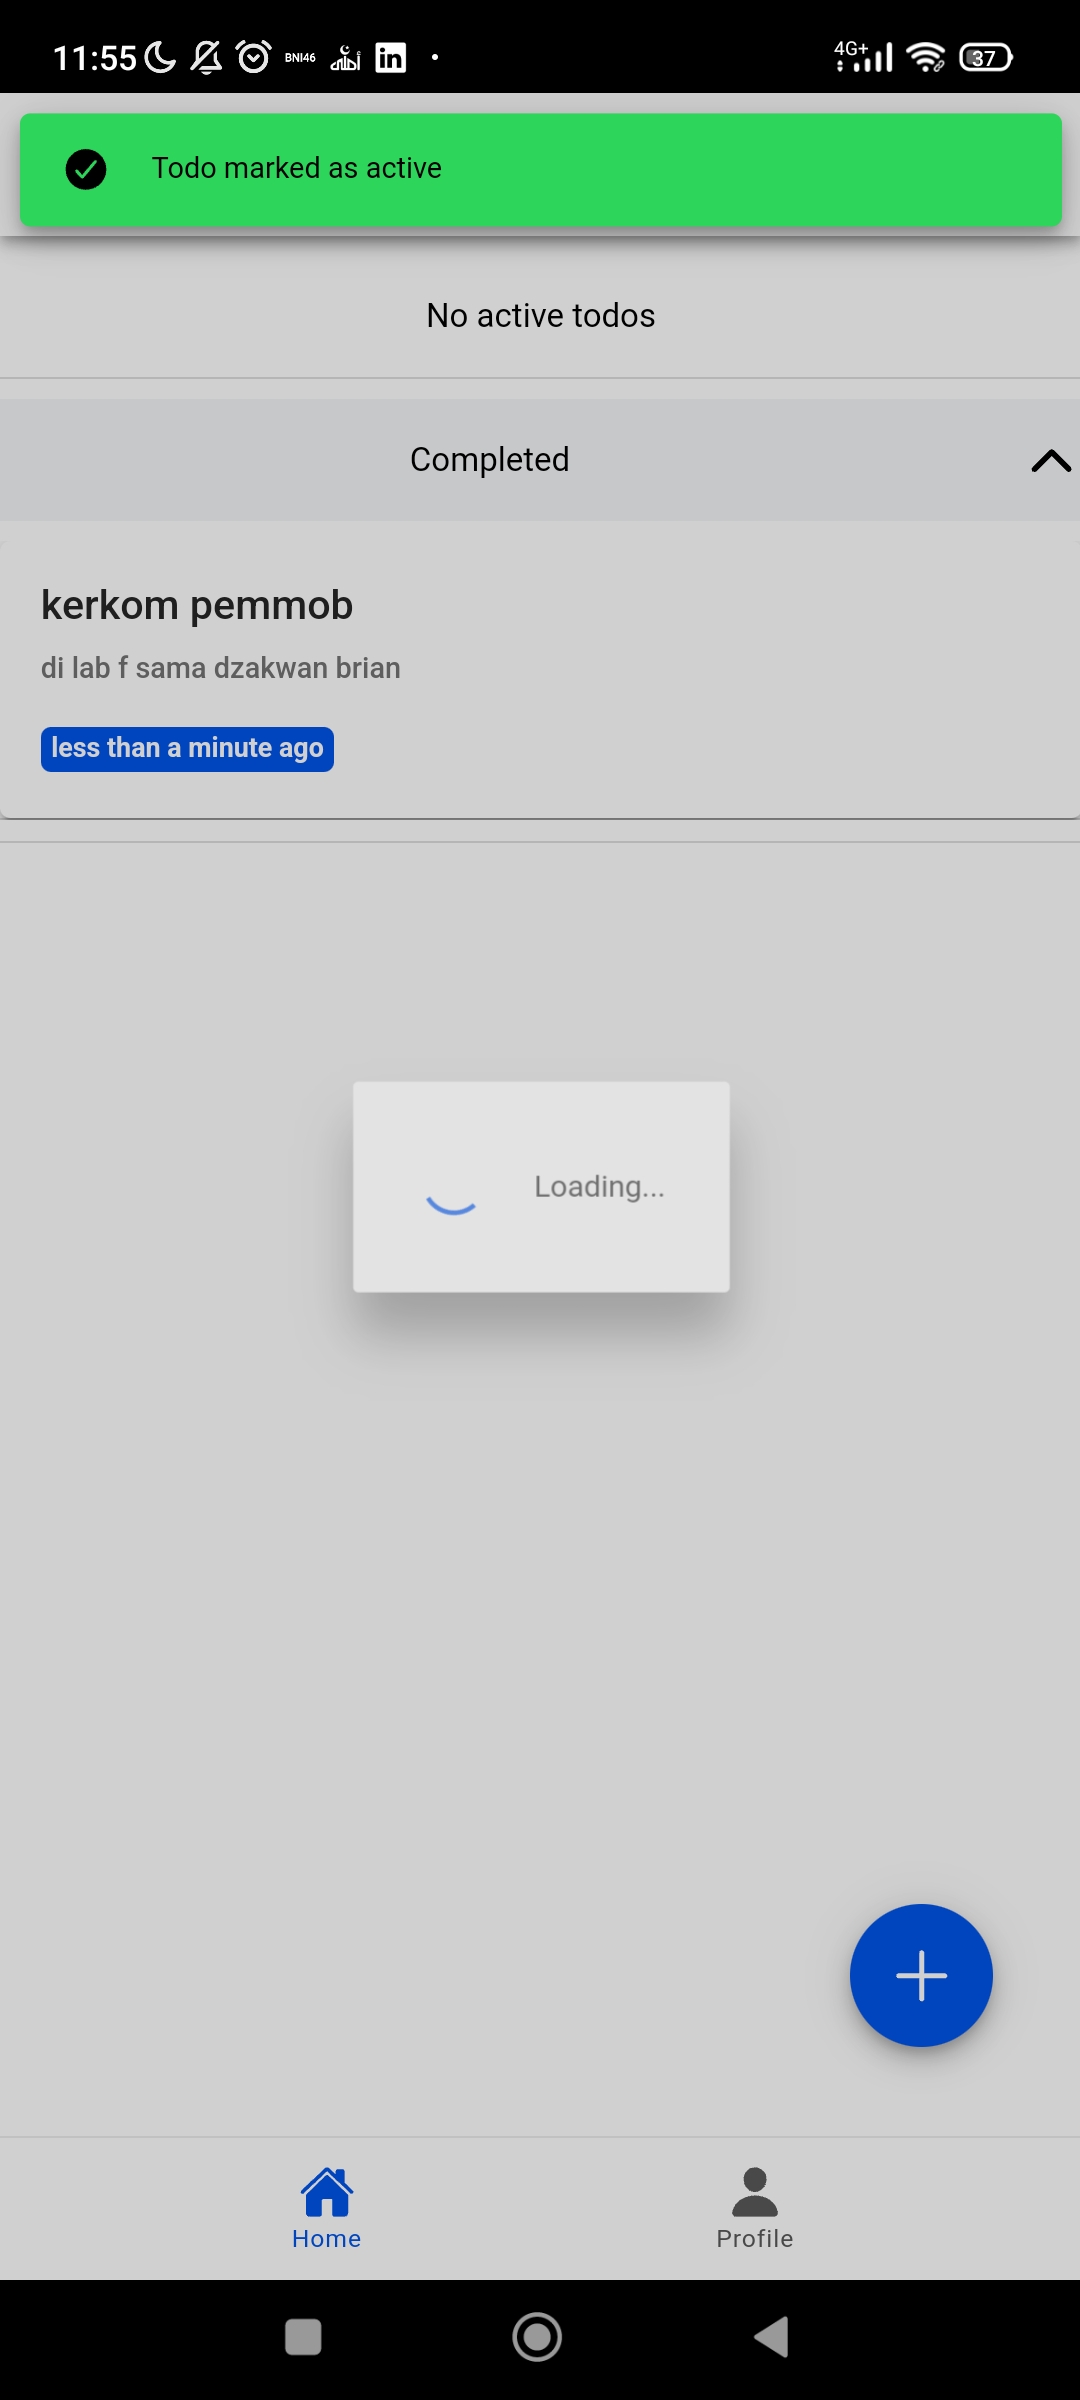 11:55 BNI46 in 4G+ 37
Todo marked as active
No active todos
Completed
kerkom pemmob
di lab f sama dzakwan brian
less than a minute ago
Loading...
Home
Profile